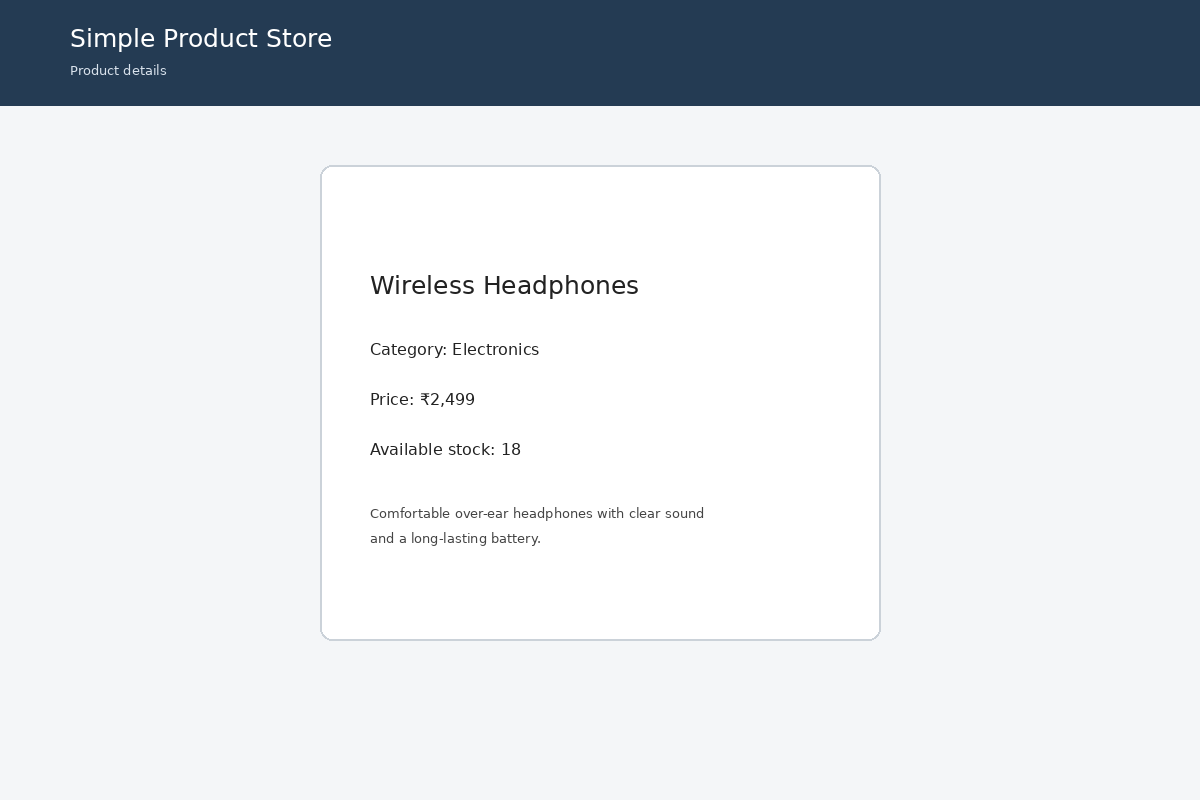 Simple Product Store
Product details
Wireless Headphones
Category: Electronics
Price: ₹2,499
Available stock: 18
Comfortable over-ear headphones with clear sound
and a long-lasting battery.